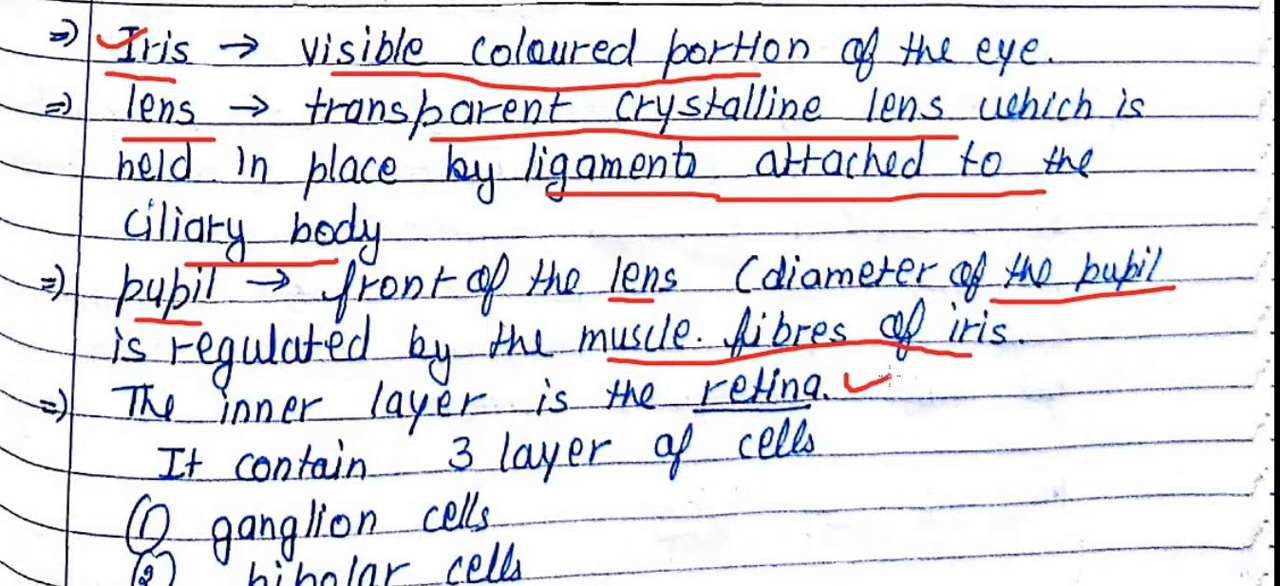 ⇒ Iris → visible coloured portion of the eye.
⇒ lens → transparent crystalline lens which is
held in place by ligaments attached to the
ciliary body
⇒ pupil → front of the lens (diameter of the pupil
is regulated by the muscle fibres of iris.
⇒ The inner layer is the retina.
It contain 3 layer of cells
① ganglion cells
② bipolar cells